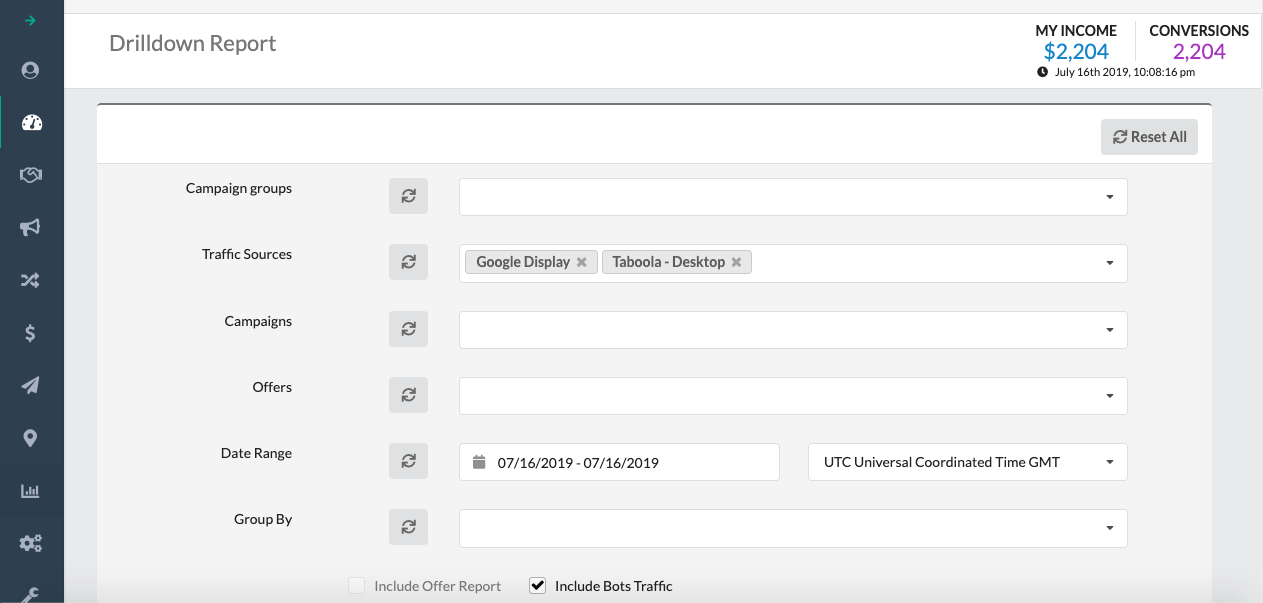 Drilldown Report
MY INCOME
$2,204
CONVERSIONS
2,204
July 16th 2019, 10:08:16 pm
Reset All
Campaign groups
Traffic Sources
Google Display
Taboola - Desktop
Campaigns
Offers
Date Range
07/16/2019 - 07/16/2019
UTC Universal Coordinated Time GMT
Group By
Include Offer Report
Include Bots Traffic